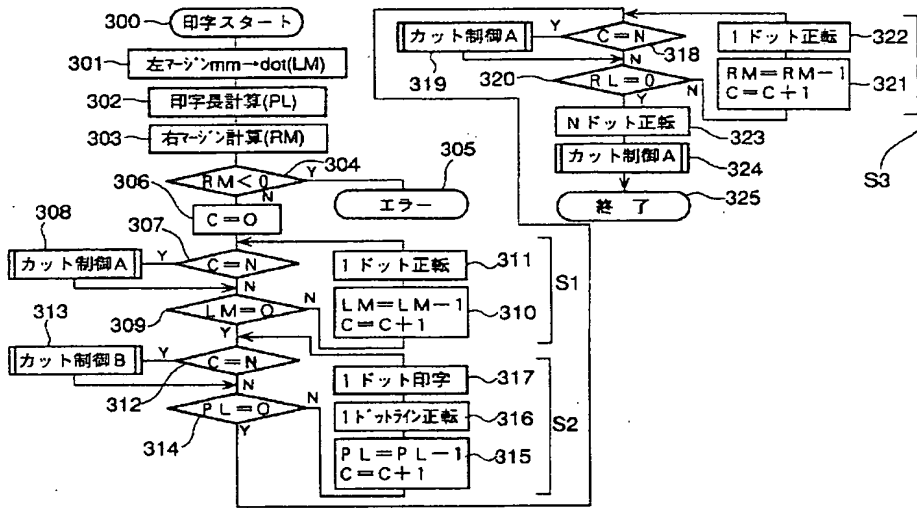 300
印字スタート
301
左マージンmm→dot(LM)
302
印字長計算(PL)
303
右マージン計算(RM)
304
RM<0
Y
N
305
エラー
306
C=0
307
308
カット制御A
Y
C=N
N
311
1ドット正転
310
LM=LM-1
C=C+1
S1
309
LM=0
N
Y
313
カット制御B
Y
C=N
312
N
317
1ドット印字
316
1ドットライン正転
315
PL=PL-1
C=C+1
S2
314
PL=0
N
Y
カット制御A
319
Y
C=N
318
N
322
1ドット正転
321
RM=RM-1
C=C+1
S3
320
RL=0
N
Y
Nドット正転
323
カット制御A
324
終了
325